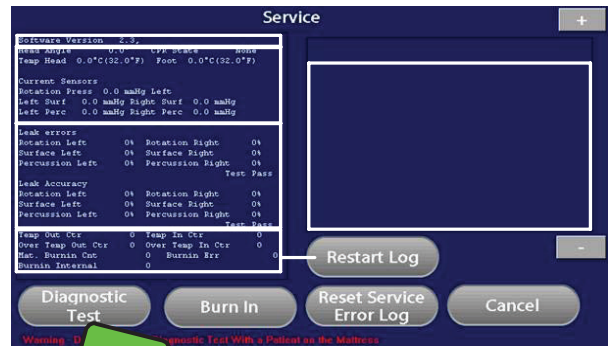 Service
+
Software Version 2.3,
Head Angle 0.0° CPR State None
Temp Head 0.0°C(32.0°F) Foot 0.0°C(32.0°F)
Current Sensors
Rotation Press 0.0 mmHg Left
Left Surf 0.0 mmHg Right Surf 0.0 mmHg
Left Perc 0.0 mmHg Right Perc 0.0 mmHg
Leak errors
Rotation Left 0% Rotation Right 0%
Surface Left 0% Surface Right 0%
Percussion Left 0% Percussion Right 0%
Test Pass
Leak Accuracy
Rotation Left 0% Rotation Right 0%
Surface Left 0% Surface Right 0%
Percussion Left 0% Percussion Right 0%
Test Pass
Temp Out Ctr 0 Temp In Ctr 0
Over Temp Out Ctr 0 Over Temp In Ctr 0
Mat. Burnin Cnt 0 Burnin Err 0
Burnin Internal 0
-
Restart Log
Diagnostic
Test
Burn In
Reset Service
Error Log
Cancel
Warning - D Diagnostic Test With a Patient on the Mattress